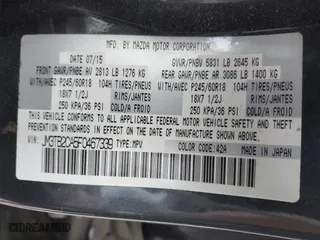 MFD. BY MAZDA MOTOR CORPORATION
DATE 07/15 GVWR/PNBV 5831 LB 2645 KG
FRONT GAWR/PNBE AV 2813 LB 1276 KG REAR GAWR/PNBE AR 3086 LB 1400 KG
WITH/AVEC P245/60R18 104H TIRES/PNEUS WITH/AVEC P245/60R18 104H TIRES/PNEUS
18X7 1/2J RIMS/JANTES 18X7 1/2J RIMS/JANTES
250 KPA/36 PSI COLD/FROID 250 KPA/36 PSI COLD/FROID
THIS VEHICLE CONFORMS TO ALL APPLICABLE FEDERAL
MOTOR VEHICLE SAFETY AND THEFT PREVENTION STANDARDS
IN EFFECT ON THE DATE OF MANUFACTURE SHOWN ABOVE.
JM3TB2CA5F0467339 TYPE:MPV
COLOR CODE:42A MADE IN JAPAN
AutoBidMaster